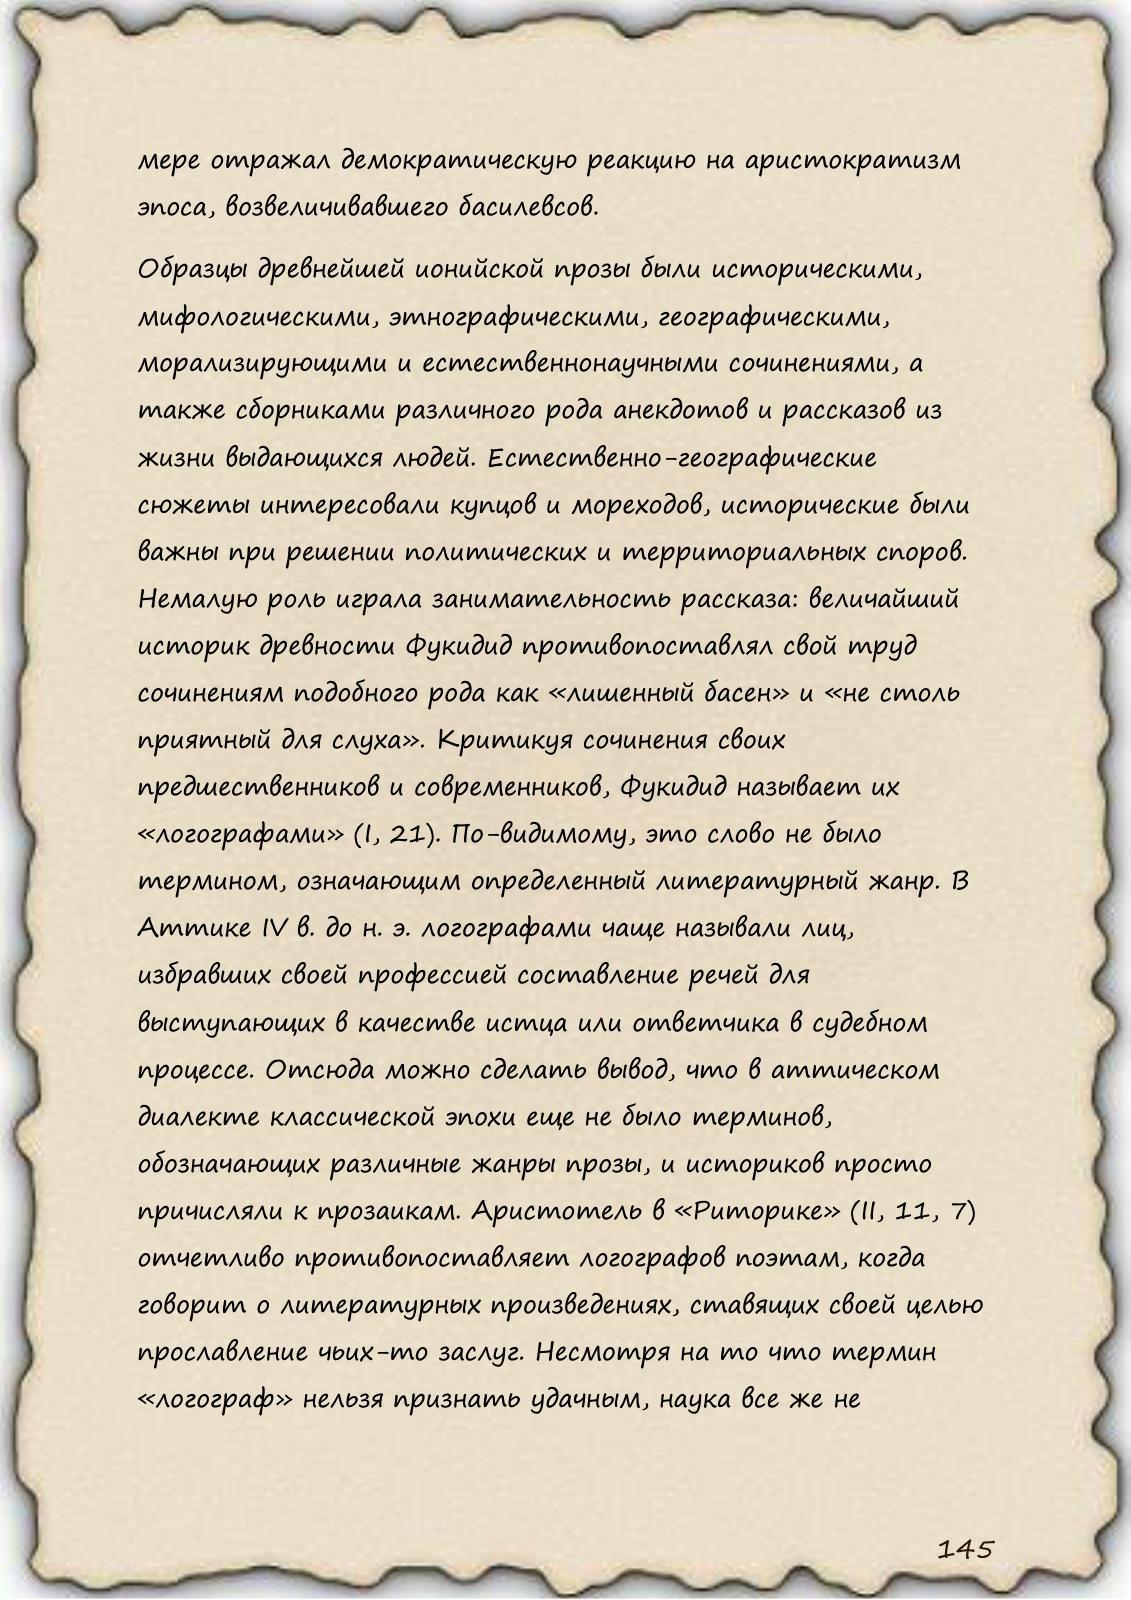 мере отражал демократическую реакцию на аристократизм
эпоса, возвеличивавшего басилевсов.
Образцы древнейшей ионийской прозы были историческими,
мифологическими, этнографическими, географическими,
морализирующими и естественнонаучными сочинениями, а
также сборниками различного рода анекдотов и рассказов из
жизни выдающихся людей. Естественно-географические
сюжеты интересовали купцов и мореходов, исторические были
важны при решении политических и территориальных споров.
Немалую роль играла занимательность рассказа: величайший
историк древности Фукидид противопоставлял свой труд
сочинениям подобного рода как «лишенный басен» и «не столь
приятный для слуха». Критикуя сочинения своих
предшественников и современников, Фукидид называет их
«логографами» (I, 21). По-видимому, это слово не было
термином, означающим определенный литературный жанр. В
Аттике IV в. до н. э. логографами чаще называли лиц,
избравших своей профессией составление речей для
выступающих в качестве истца или ответчика в судебном
процессе. Отсюда можно сделать вывод, что в аттическом
диалекте классической эпохи еще не было терминов,
обозначающих различные жанры прозы, и историков просто
причисляли к прозаикам. Аристотель в «Риторике» (II, 11, 7)
отчетливо противопоставляет логографов поэтам, когда
говорит о литературных произведениях, ставящих своей целью
прославление чьих-то заслуг. Несмотря на то что термин
«логограф» нельзя признать удачным, наука все же не
145